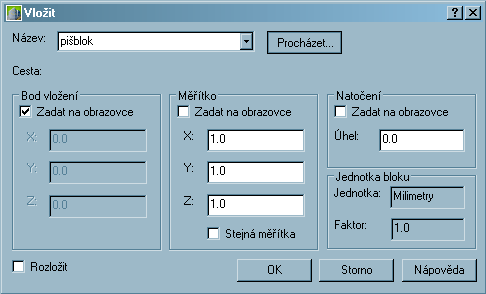 Vložit
Název: pišblok Procházet...
Cesta:
Bod vložení
Zadat na obrazovce
X: 0.0
Y: 0.0
Z: 0.0
Měřítko
Zadat na obrazovce
X: 1.0
Y: 1.0
Z: 1.0
Stejná měřítka
Natočení
Zadat na obrazovce
Úhel: 0.0
Jednotka bloku
Jednotka: Milimetry
Faktor: 1.0
Rozložit OK Storno Nápověda